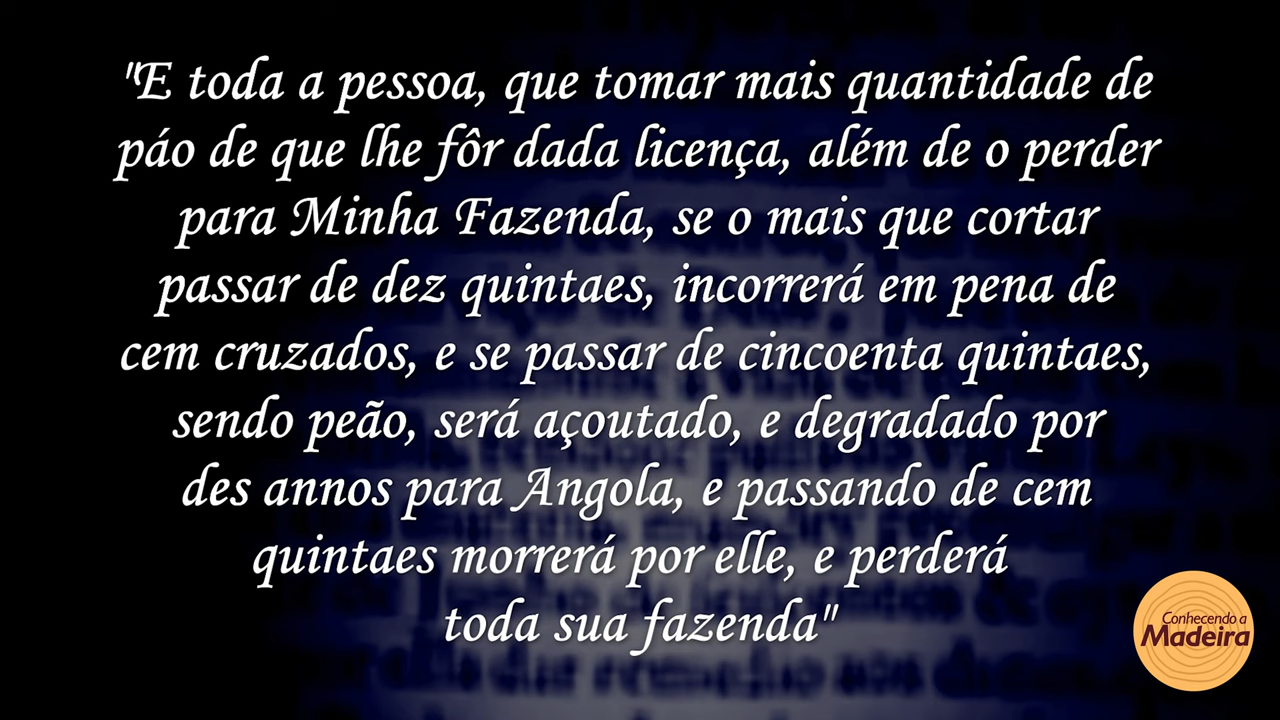 "E toda a pessoa, que tomar mais quantidade de
páo de que lhe fôr dada licença, além de o perder
para Minha Fazenda, se o mais que cortar
passar de dez quintaes, incorrerá em pena de
cem cruzados, e se passar de cincoenta quintaes,
sendo peão, será açoutado, e degradado por
des annos para Angola, e passando de cem
quintaes morrerá por elle, e perderá
toda sua fazenda"
Conhecendo a
Madeira